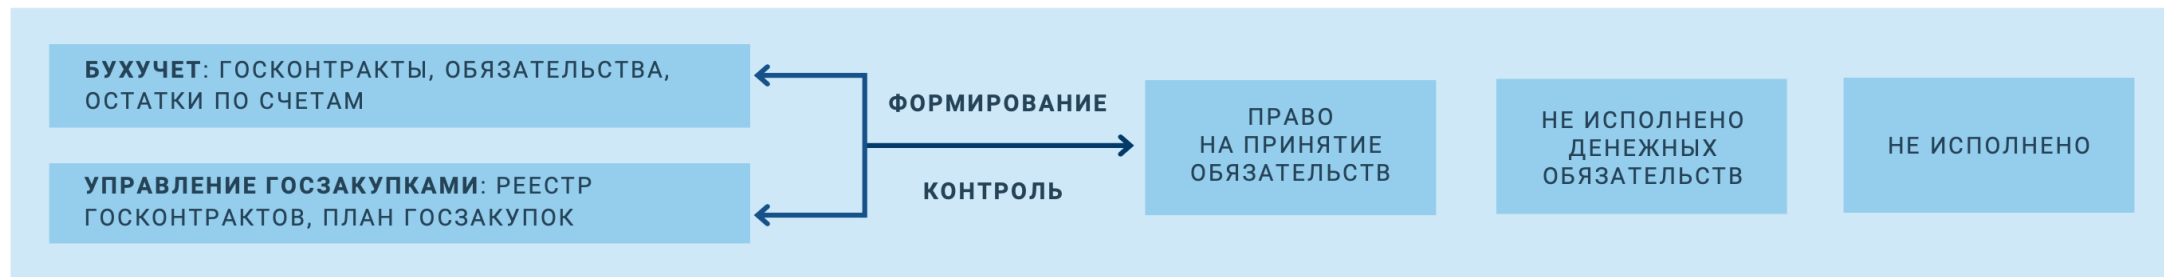 БУХУЧЕТ: ГОСКОНТРАКТЫ, ОБЯЗАТЕЛЬСТВА,
ОСТАТКИ ПО СЧЕТАМ
УПРАВЛЕНИЕ ГОСЗАКУПКАМИ: РЕЕСТР
ГОСКОНТРАКТОВ, ПЛАН ГОСЗАКУПОК
ФОРМИРОВАНИЕ
КОНТРОЛЬ
ПРАВО
НА ПРИНЯТИЕ
ОБЯЗАТЕЛЬСТВ
НЕ ИСПОЛНЕНО
ДЕНЕЖНЫХ
ОБЯЗАТЕЛЬСТВ
НЕ ИСПОЛНЕНО